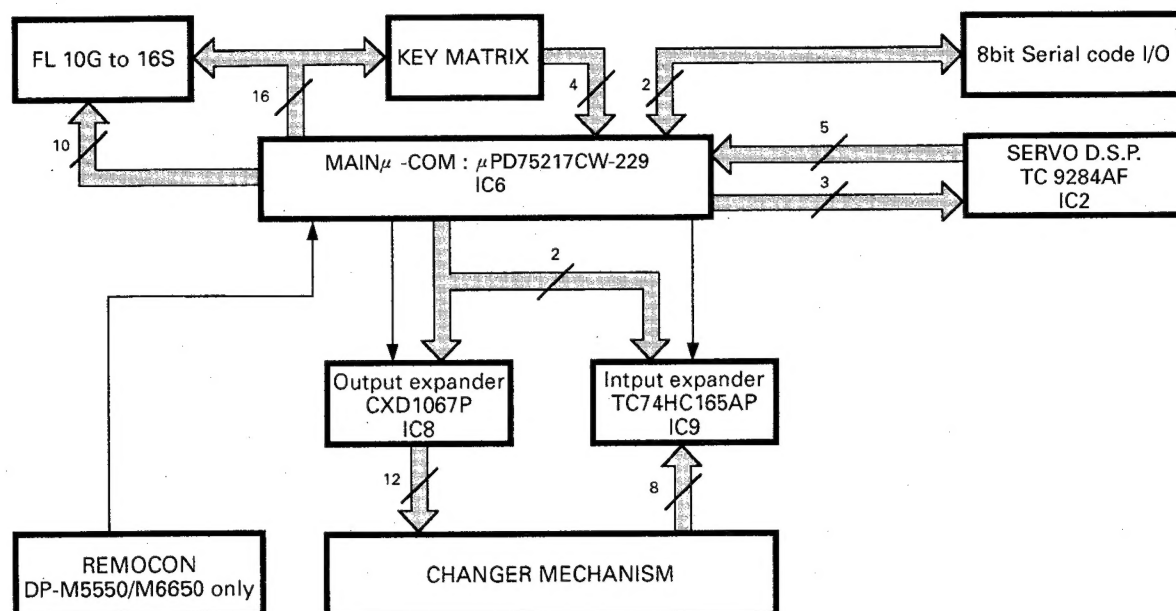 FL 10G to 16S
KEY MATRIX
8bit Serial code I/O
16
4
2
10
MAINμ -COM : μPD75217CW-229
IC6
5
3
SERVO D.S.P.
TC 9284AF
IC2
2
Output expander
CXD1067P
IC8
Intput expander
TC74HC165AP
IC9
12
8
REMOCON
DP-M5550/M6650 only
CHANGER MECHANISM